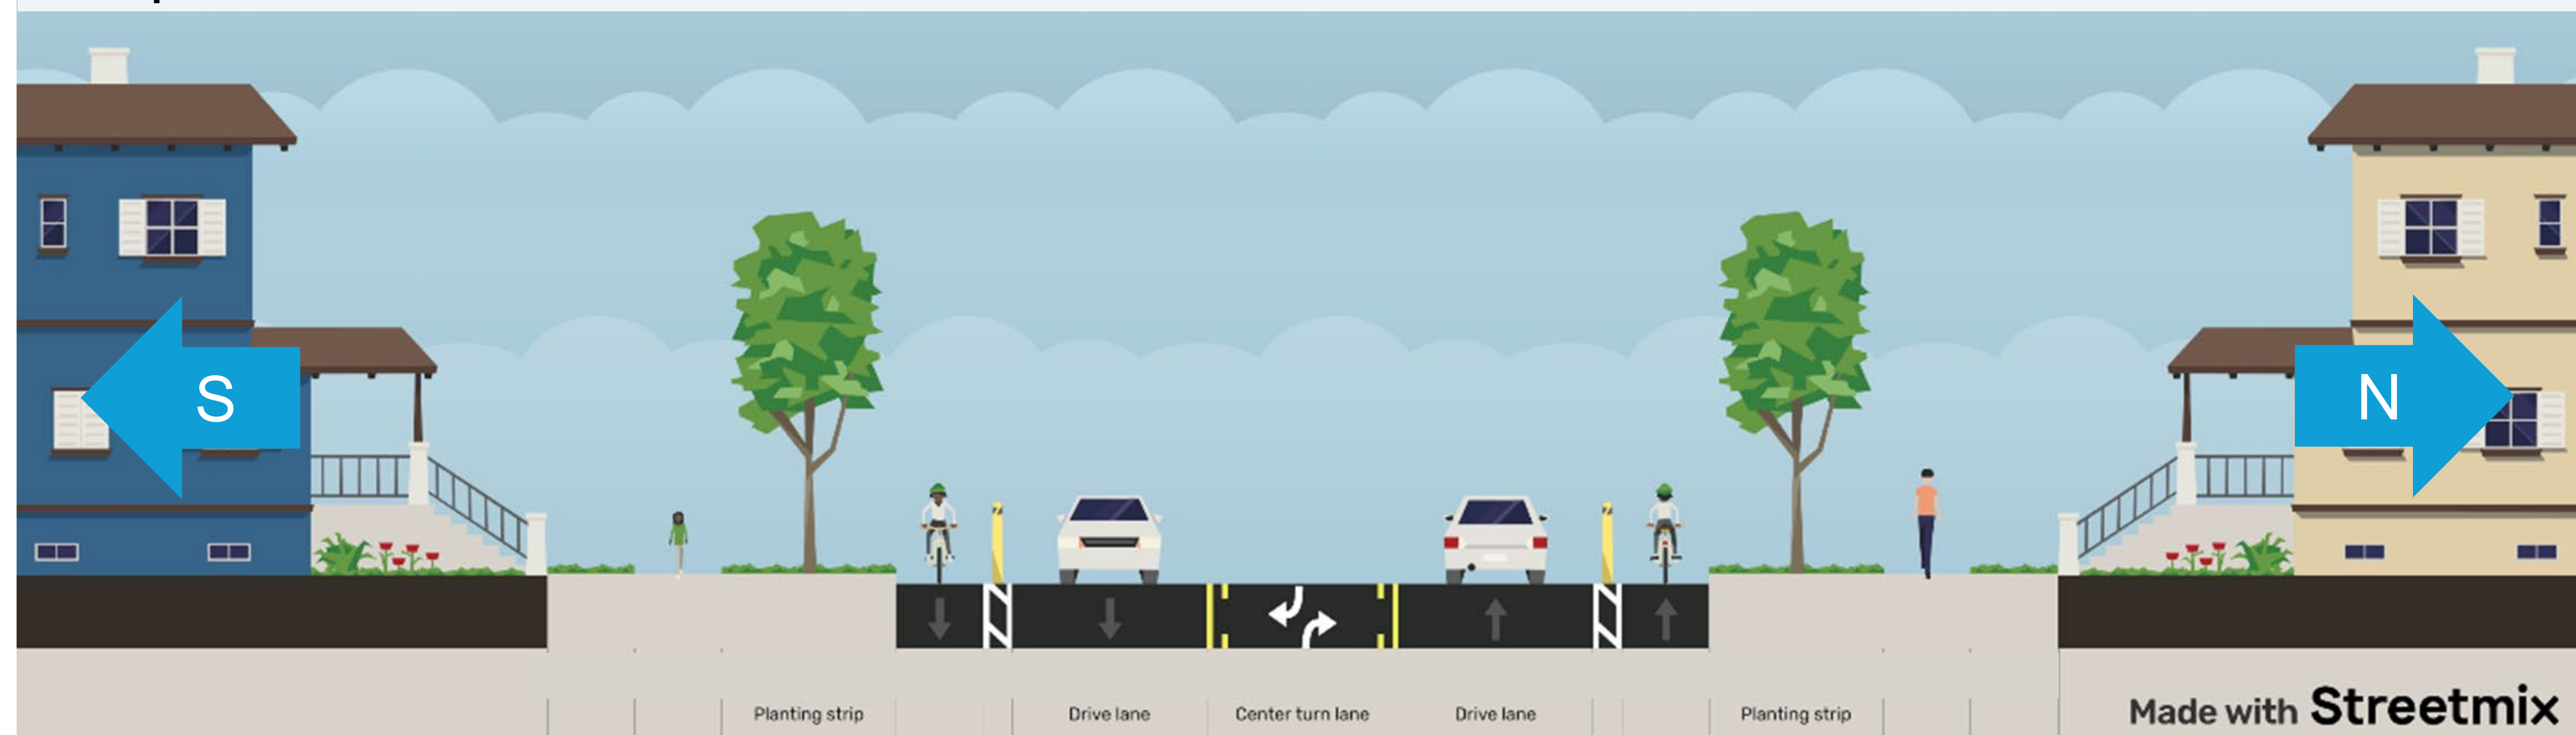 S
N
Planting strip
Drive lane
Center turn lane
Drive lane
Planting strip
Made with Streetmix